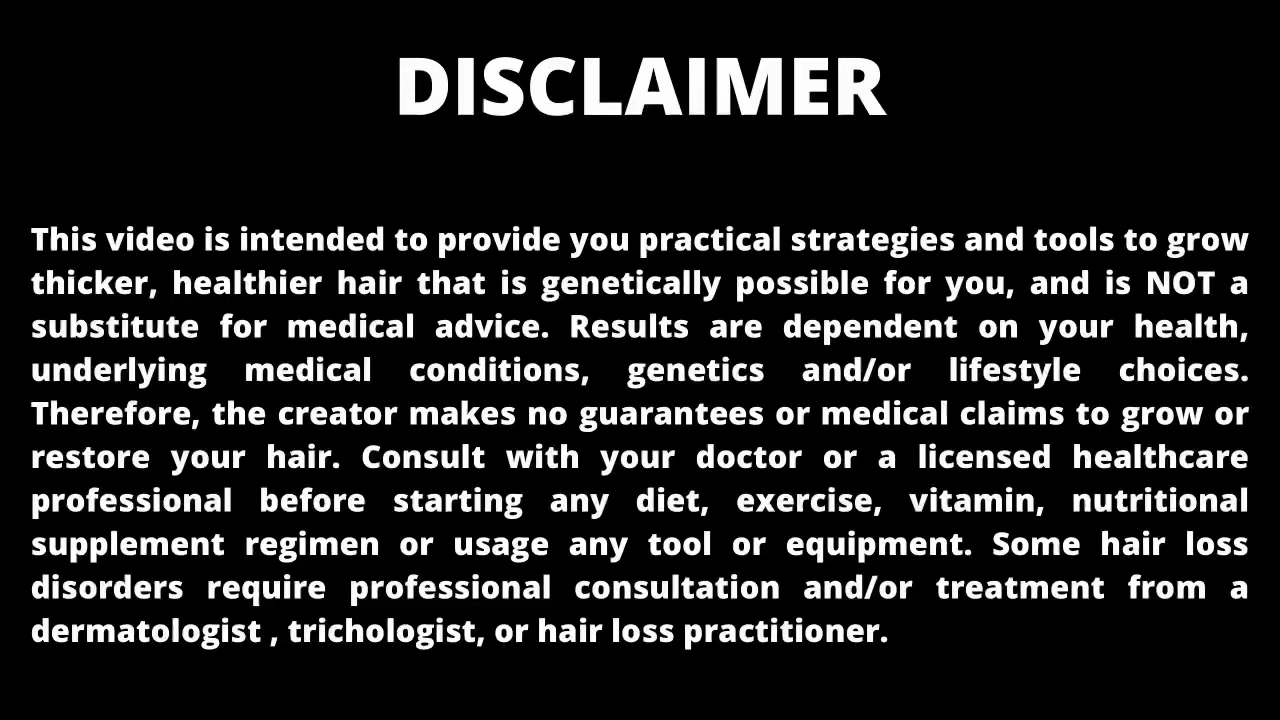 DISCLAIMER
This video is intended to provide you practical strategies and tools to grow
thicker, healthier hair that is genetically possible for you, and is NOT a
substitute for medical advice. Results are dependent on your health,
underlying medical conditions, genetics and/or lifestyle choices.
Therefore, the creator makes no guarantees or medical claims to grow or
restore your hair. Consult with your doctor or a licensed healthcare
professional before starting any diet, exercise, vitamin, nutritional
supplement regimen or usage any tool or equipment. Some hair loss
disorders require professional consultation and/or treatment from a
dermatologist , trichologist, or hair loss practitioner.